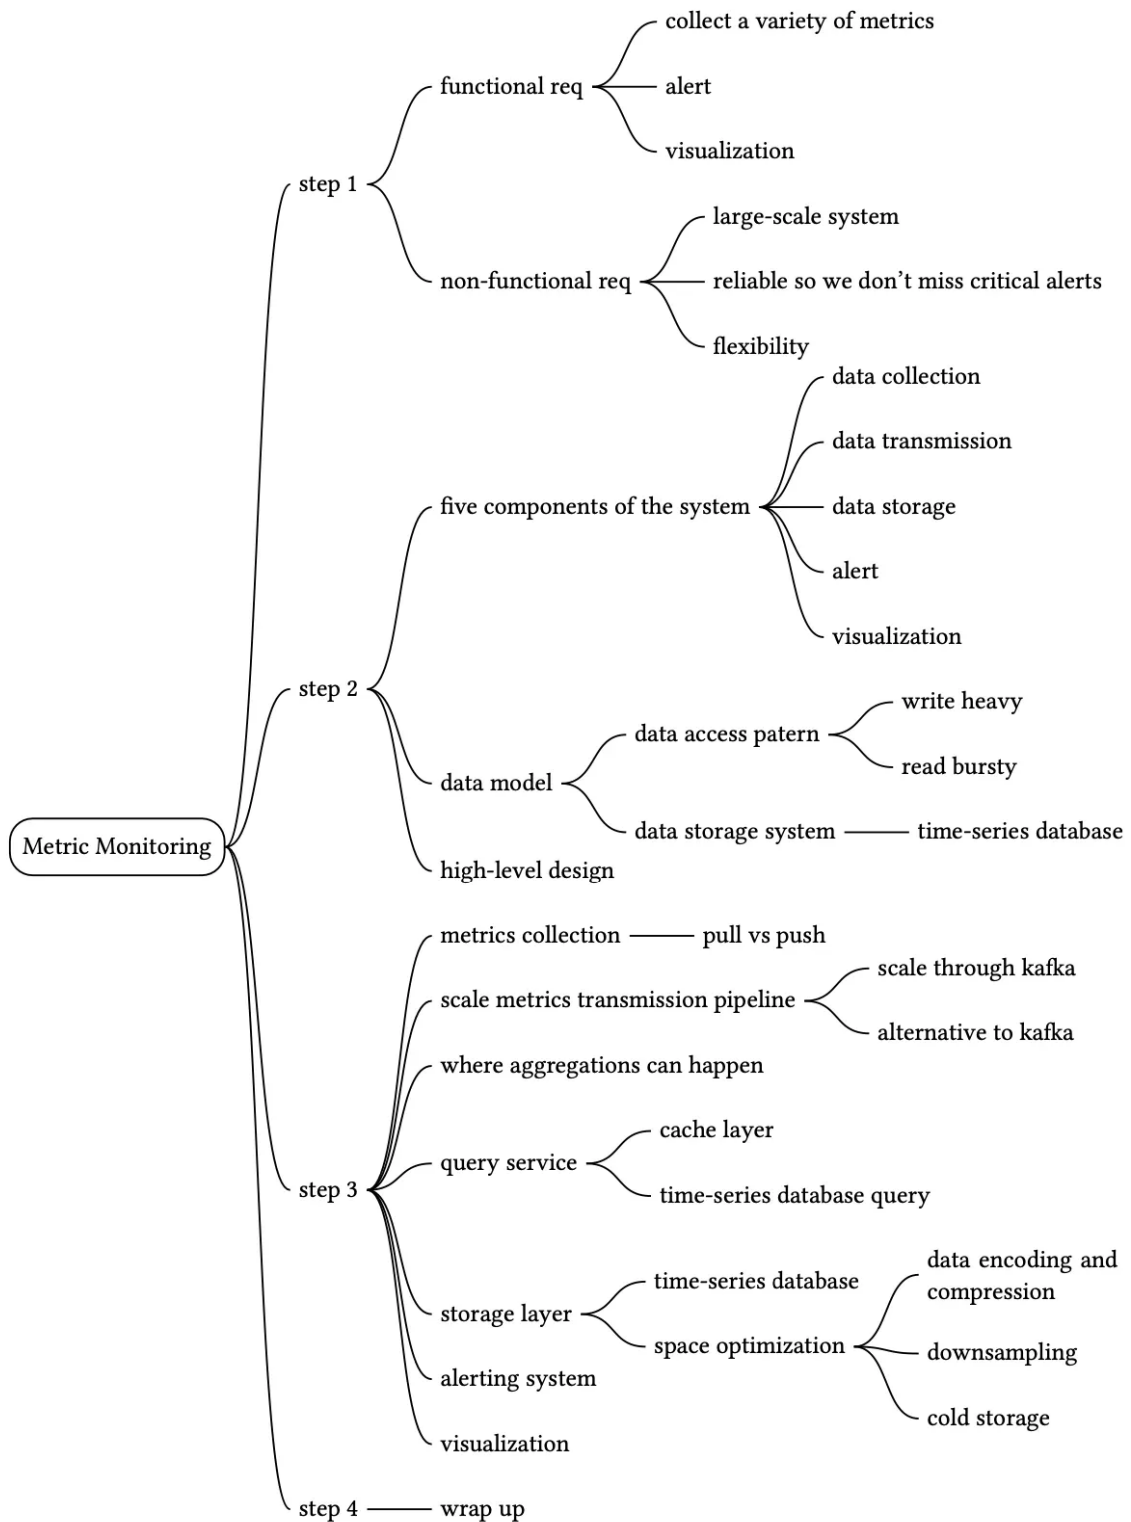 collect a variety of metrics
functional req
alert
visualization
step 1
large-scale system
non-functional req
reliable so we don't miss critical alerts
flexibility
data collection
data transmission
five components of the system
data storage
alert
visualization
step 2
write heavy
data access patern
read bursty
data model
data storage system
time-series database
Metric Monitoring
high-level design
metrics collection
pull vs push
scale through kafka
scale metrics transmission pipeline
alternative to kafka
where aggregations can happen
cache layer
query service
time-series database query
step 3
data encoding and
compression
time-series database
storage layer
space optimization
downsampling
alerting system
cold storage
visualization
step 4
wrap up